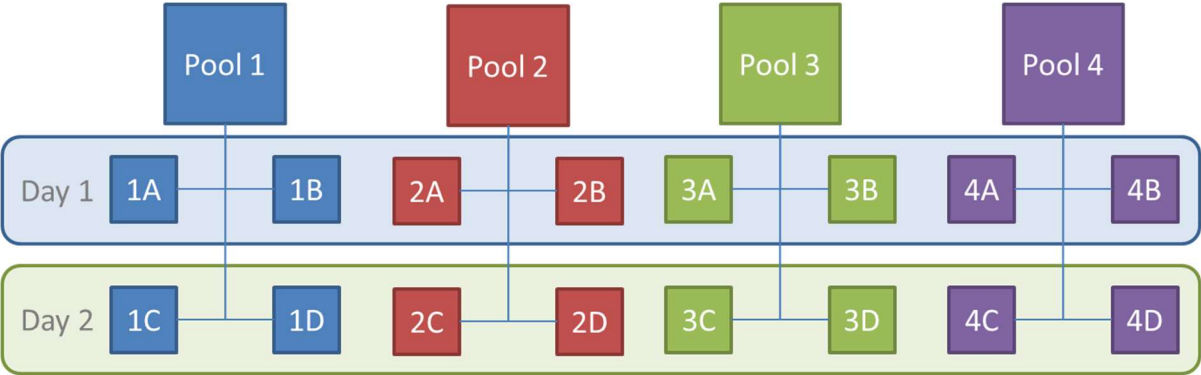 Pool 1
Pool 2
Pool 3
Pool 4
Day 1
1A
1B
2A
2B
3A
3B
4A
4B
Day 2
1C
1D
2C
2D
3C
3D
4C
4D